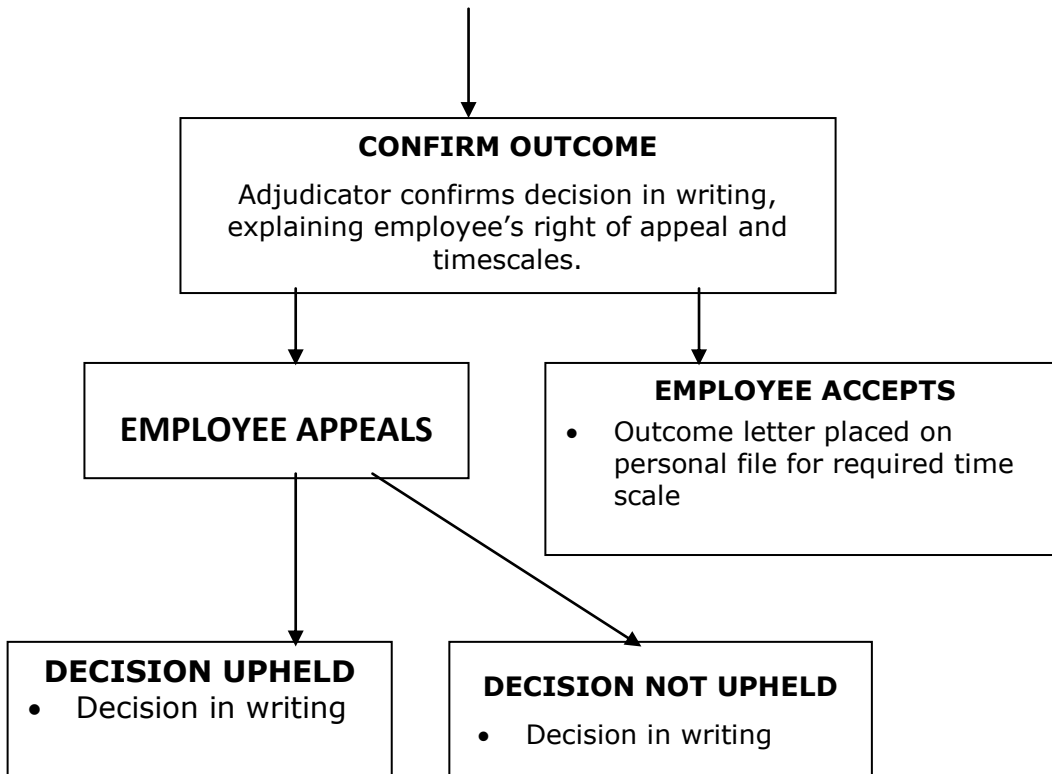 CONFIRM OUTCOME
Adjudicator confirms decision in writing,
explaining employee’s right of appeal and
timescales.
EMPLOYEE APPEALS
EMPLOYEE ACCEPTS
• Outcome letter placed on
personal file for required time
scale
DECISION UPHELD
• Decision in writing
DECISION NOT UPHELD
• Decision in writing